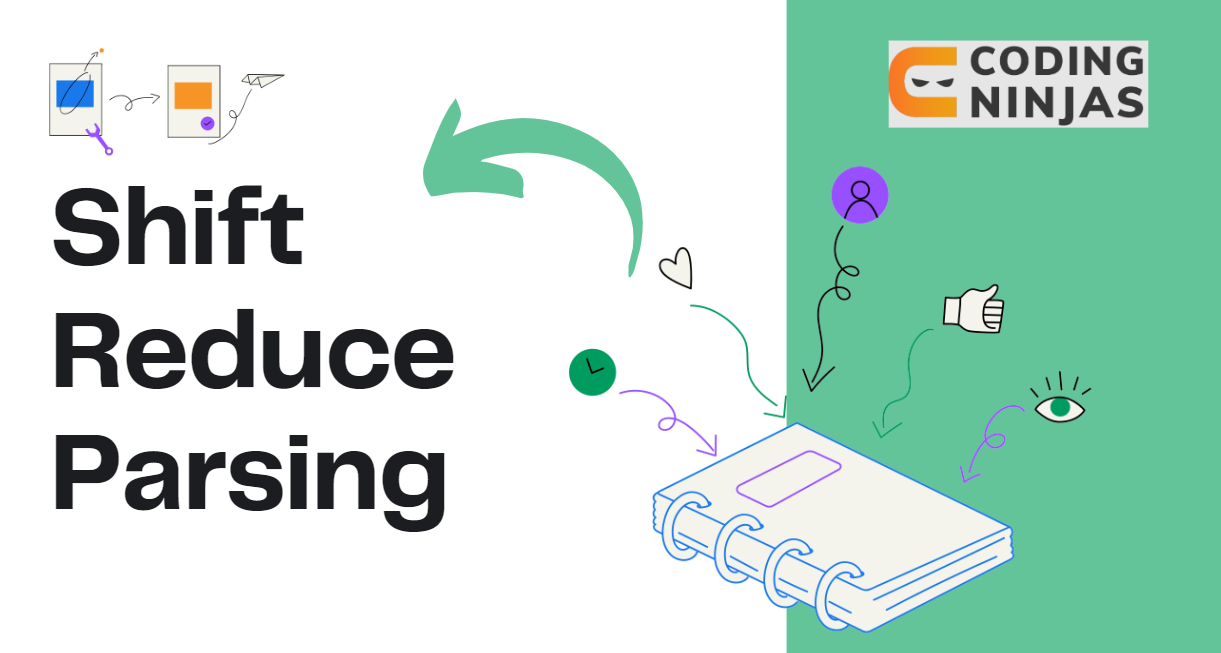 CODING
NINJAS
Shift
Reduce
Parsing